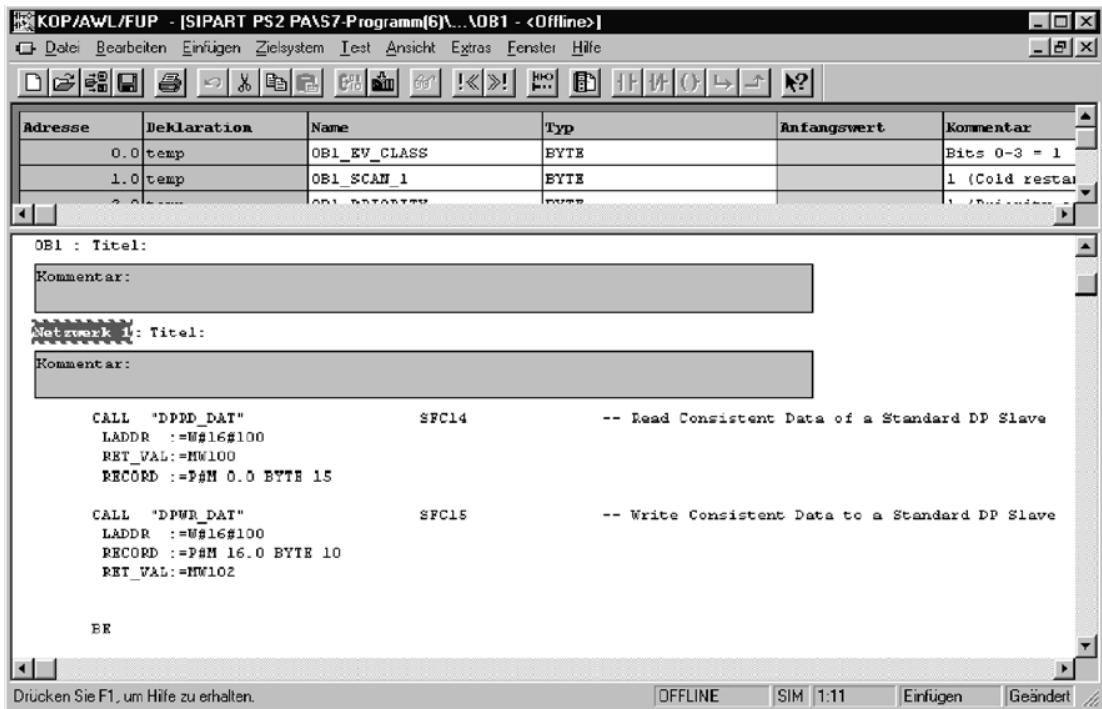 KOP/AWL/FUP - [SIPART PS2 PA\S7-Programm(6)\...\OB1 - <Offline>]
Datei Bearbeiten Einfügen Zielsystem Test Ansicht Extras Fenster Hilfe
Adresse Deklaration Name Typ Anfangswert Kommentar
0.0 temp OB1_EV_CLASS BYTE Bits 0-3 = 1
1.0 temp OB1_SCAN_1 BYTE 1 (Cold restar
OB1 : Titel:
Kommentar:
Netzwerk 1: Titel:
Kommentar:
CALL "DPRD_DAT" SFC14 -- Read Consistent Data of a Standard DP Slave
LADDR :=W#16#100
RET_VAL:=MW100
RECORD :=P#M 0.0 BYTE 15
CALL "DPWR_DAT" SFC15 -- Write Consistent Data to a Standard DP Slave
LADDR :=W#16#100
RECORD :=P#M 16.0 BYTE 10
RET_VAL:=MW102
BE
Drücken Sie F1, um Hilfe zu erhalten. OFFLINE SIM 1:11 Einfügen Geändert